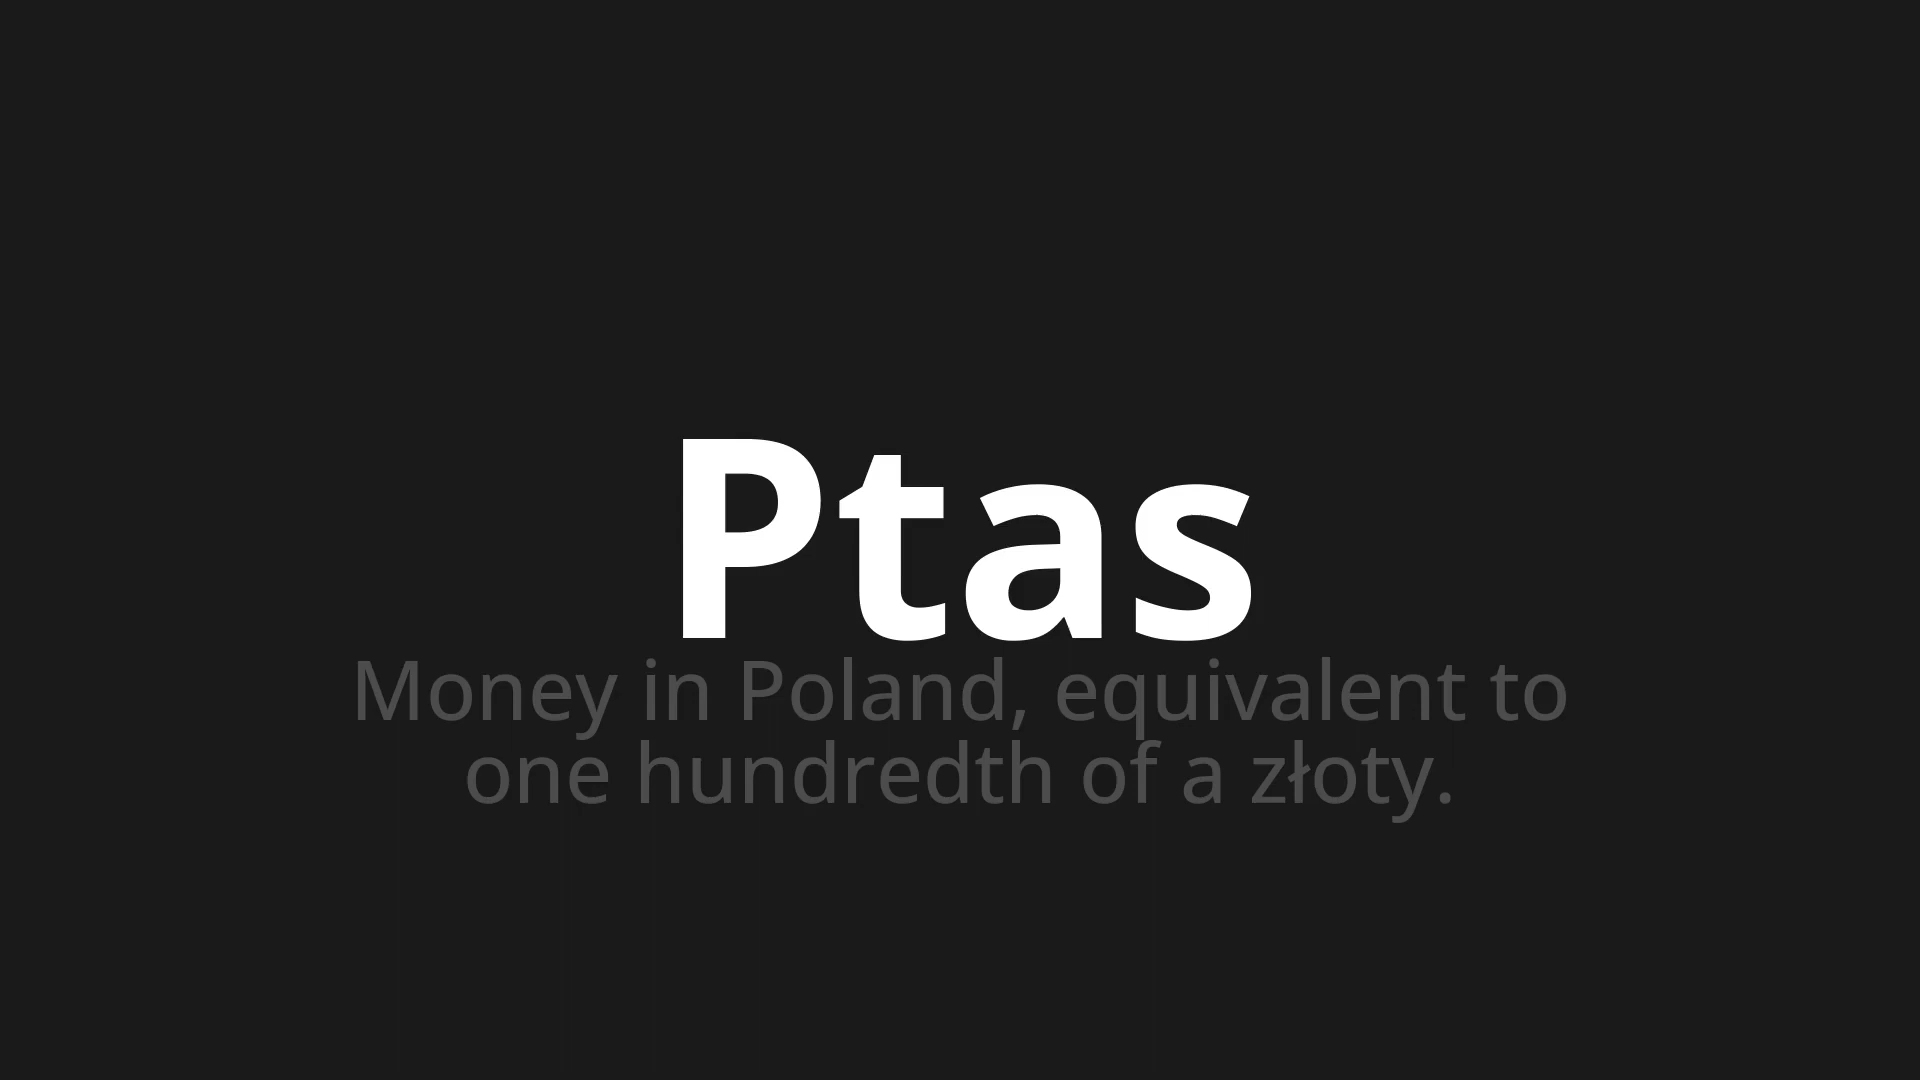 Ptas
Money in Poland, equivalent to
one hundredth of a złoty.